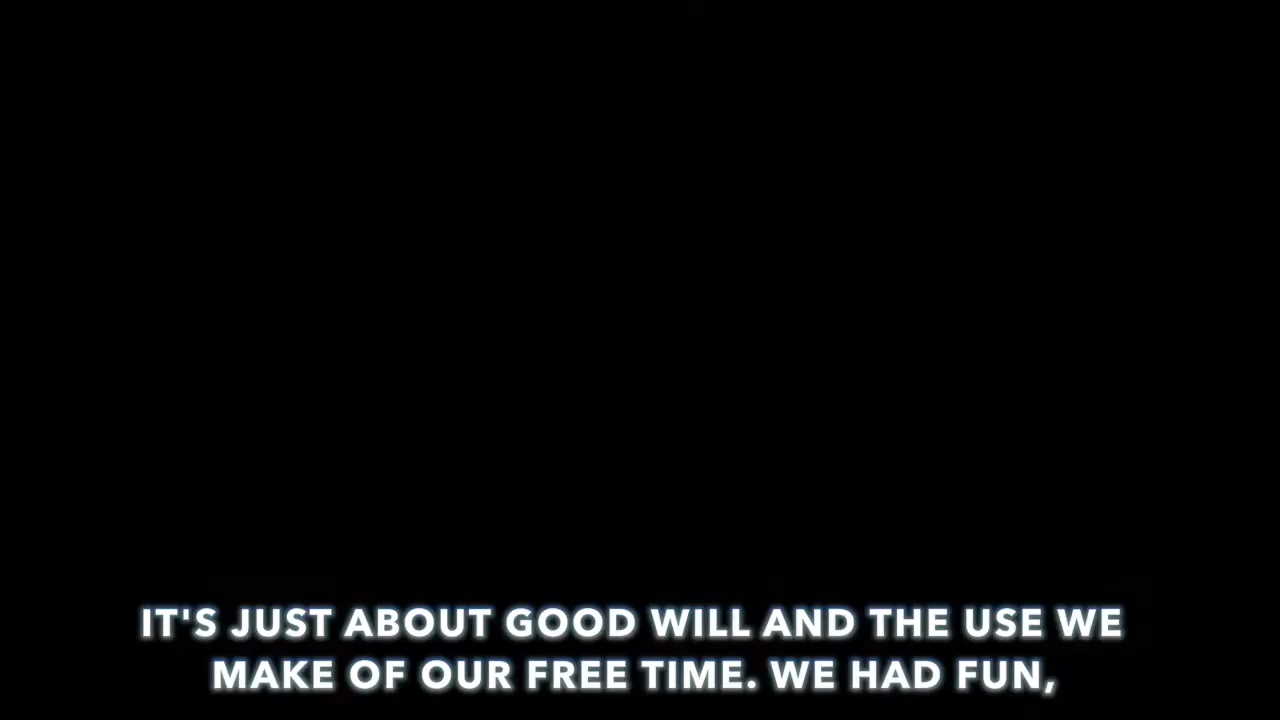 IT'S JUST ABOUT GOOD WILL AND THE USE WE
MAKE OF OUR FREE TIME. WE HAD FUN,